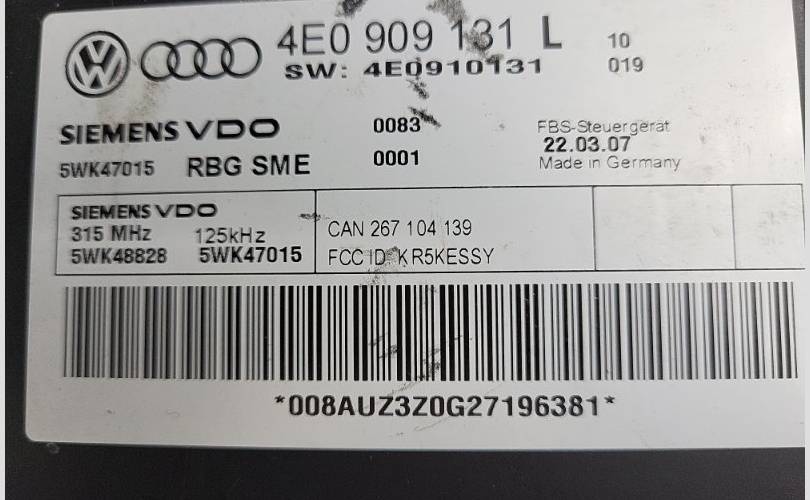 4E0 909 131 L 10
SW: 4E0910131 019
SIEMENS VDO 0083 FBS-Steuergerät
22.03.07
5WK47015 RBG SME 0001 Made in Germany
SIEMENS VDO
315 MHz 125kHz CAN 267 104 139
5WK48828 5WK47015 FCC ID: KR5KESSY
*008AUZ3Z0G27196381*